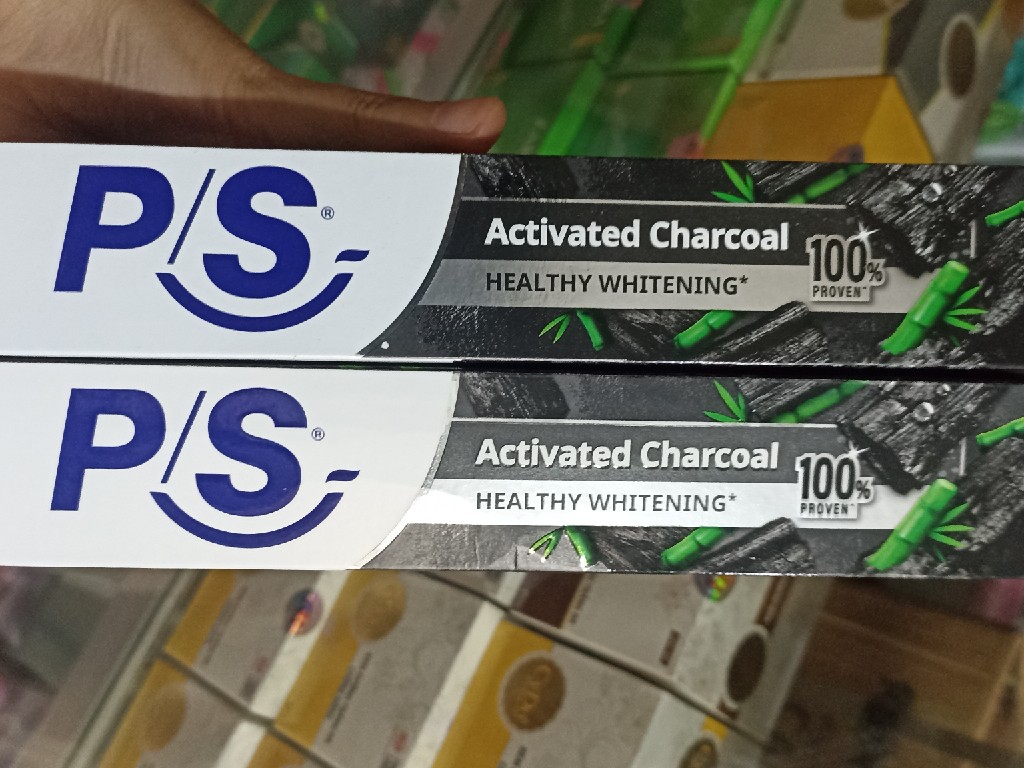 P/S®
Activated Charcoal
HEALTHY WHITENING*
100%
PROVEN**
P/S®
Activated Charcoal
HEALTHY WHITENING*
100%
PROVEN**